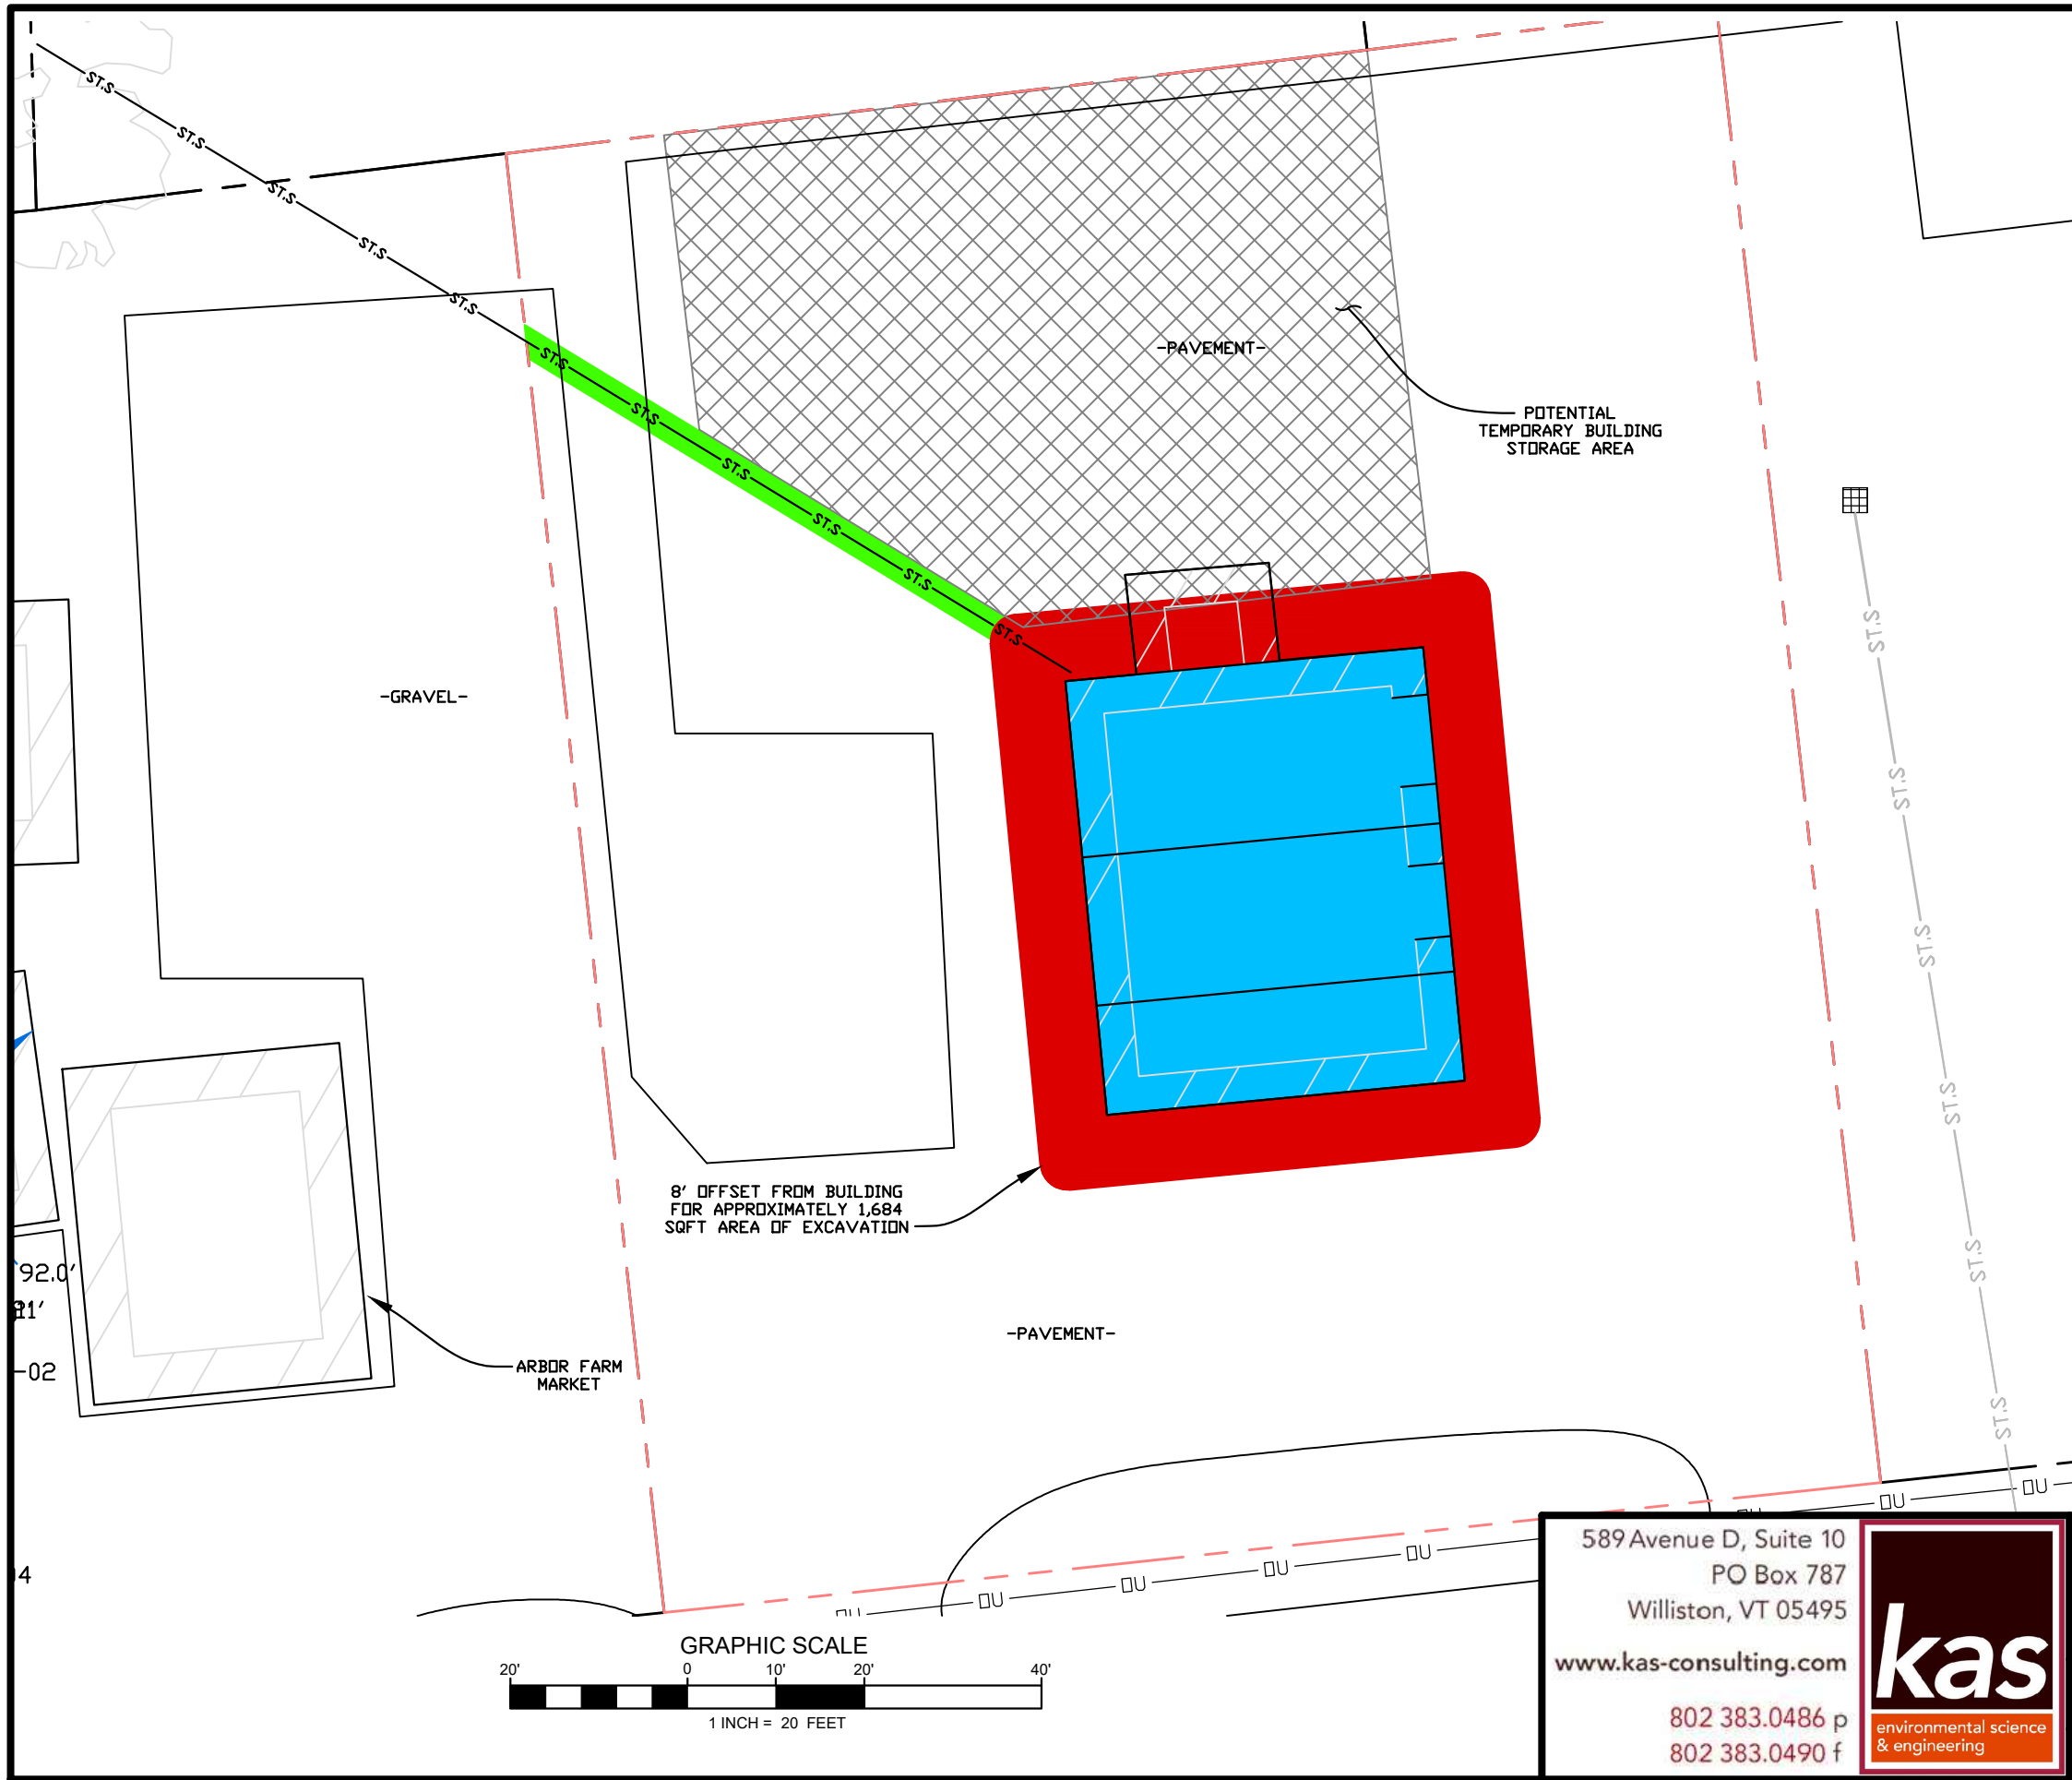 ST.S
ST.S
ST.S
ST.S
ST.S
ST.S
ST.S
ST.S
ST.S
ST.S
ST.S
-PAVEMENT-
POTENTIAL
TEMPORARY BUILDING
STORAGE AREA
-GRAVEL-
ST.S
ST.S
ST.S
ST.S
ST.S
ST.S
8' OFFSET FROM BUILDING
FOR APPROXIMATELY 1,684
SQFT AREA OF EXCAVATION
92.0'
-PAVEMENT-
-02
ARBOR FARM
MARKET
OU
OU
OU
OU
OU
OU
GRAPHIC SCALE
20' 0 10' 20' 40'
1 INCH = 20 FEET
589 Avenue D, Suite 10
PO Box 787
Williston, VT 05495
www.kas-consulting.com
802 383.0486 p
802 383.0490 f
kas
environmental science
& engineering